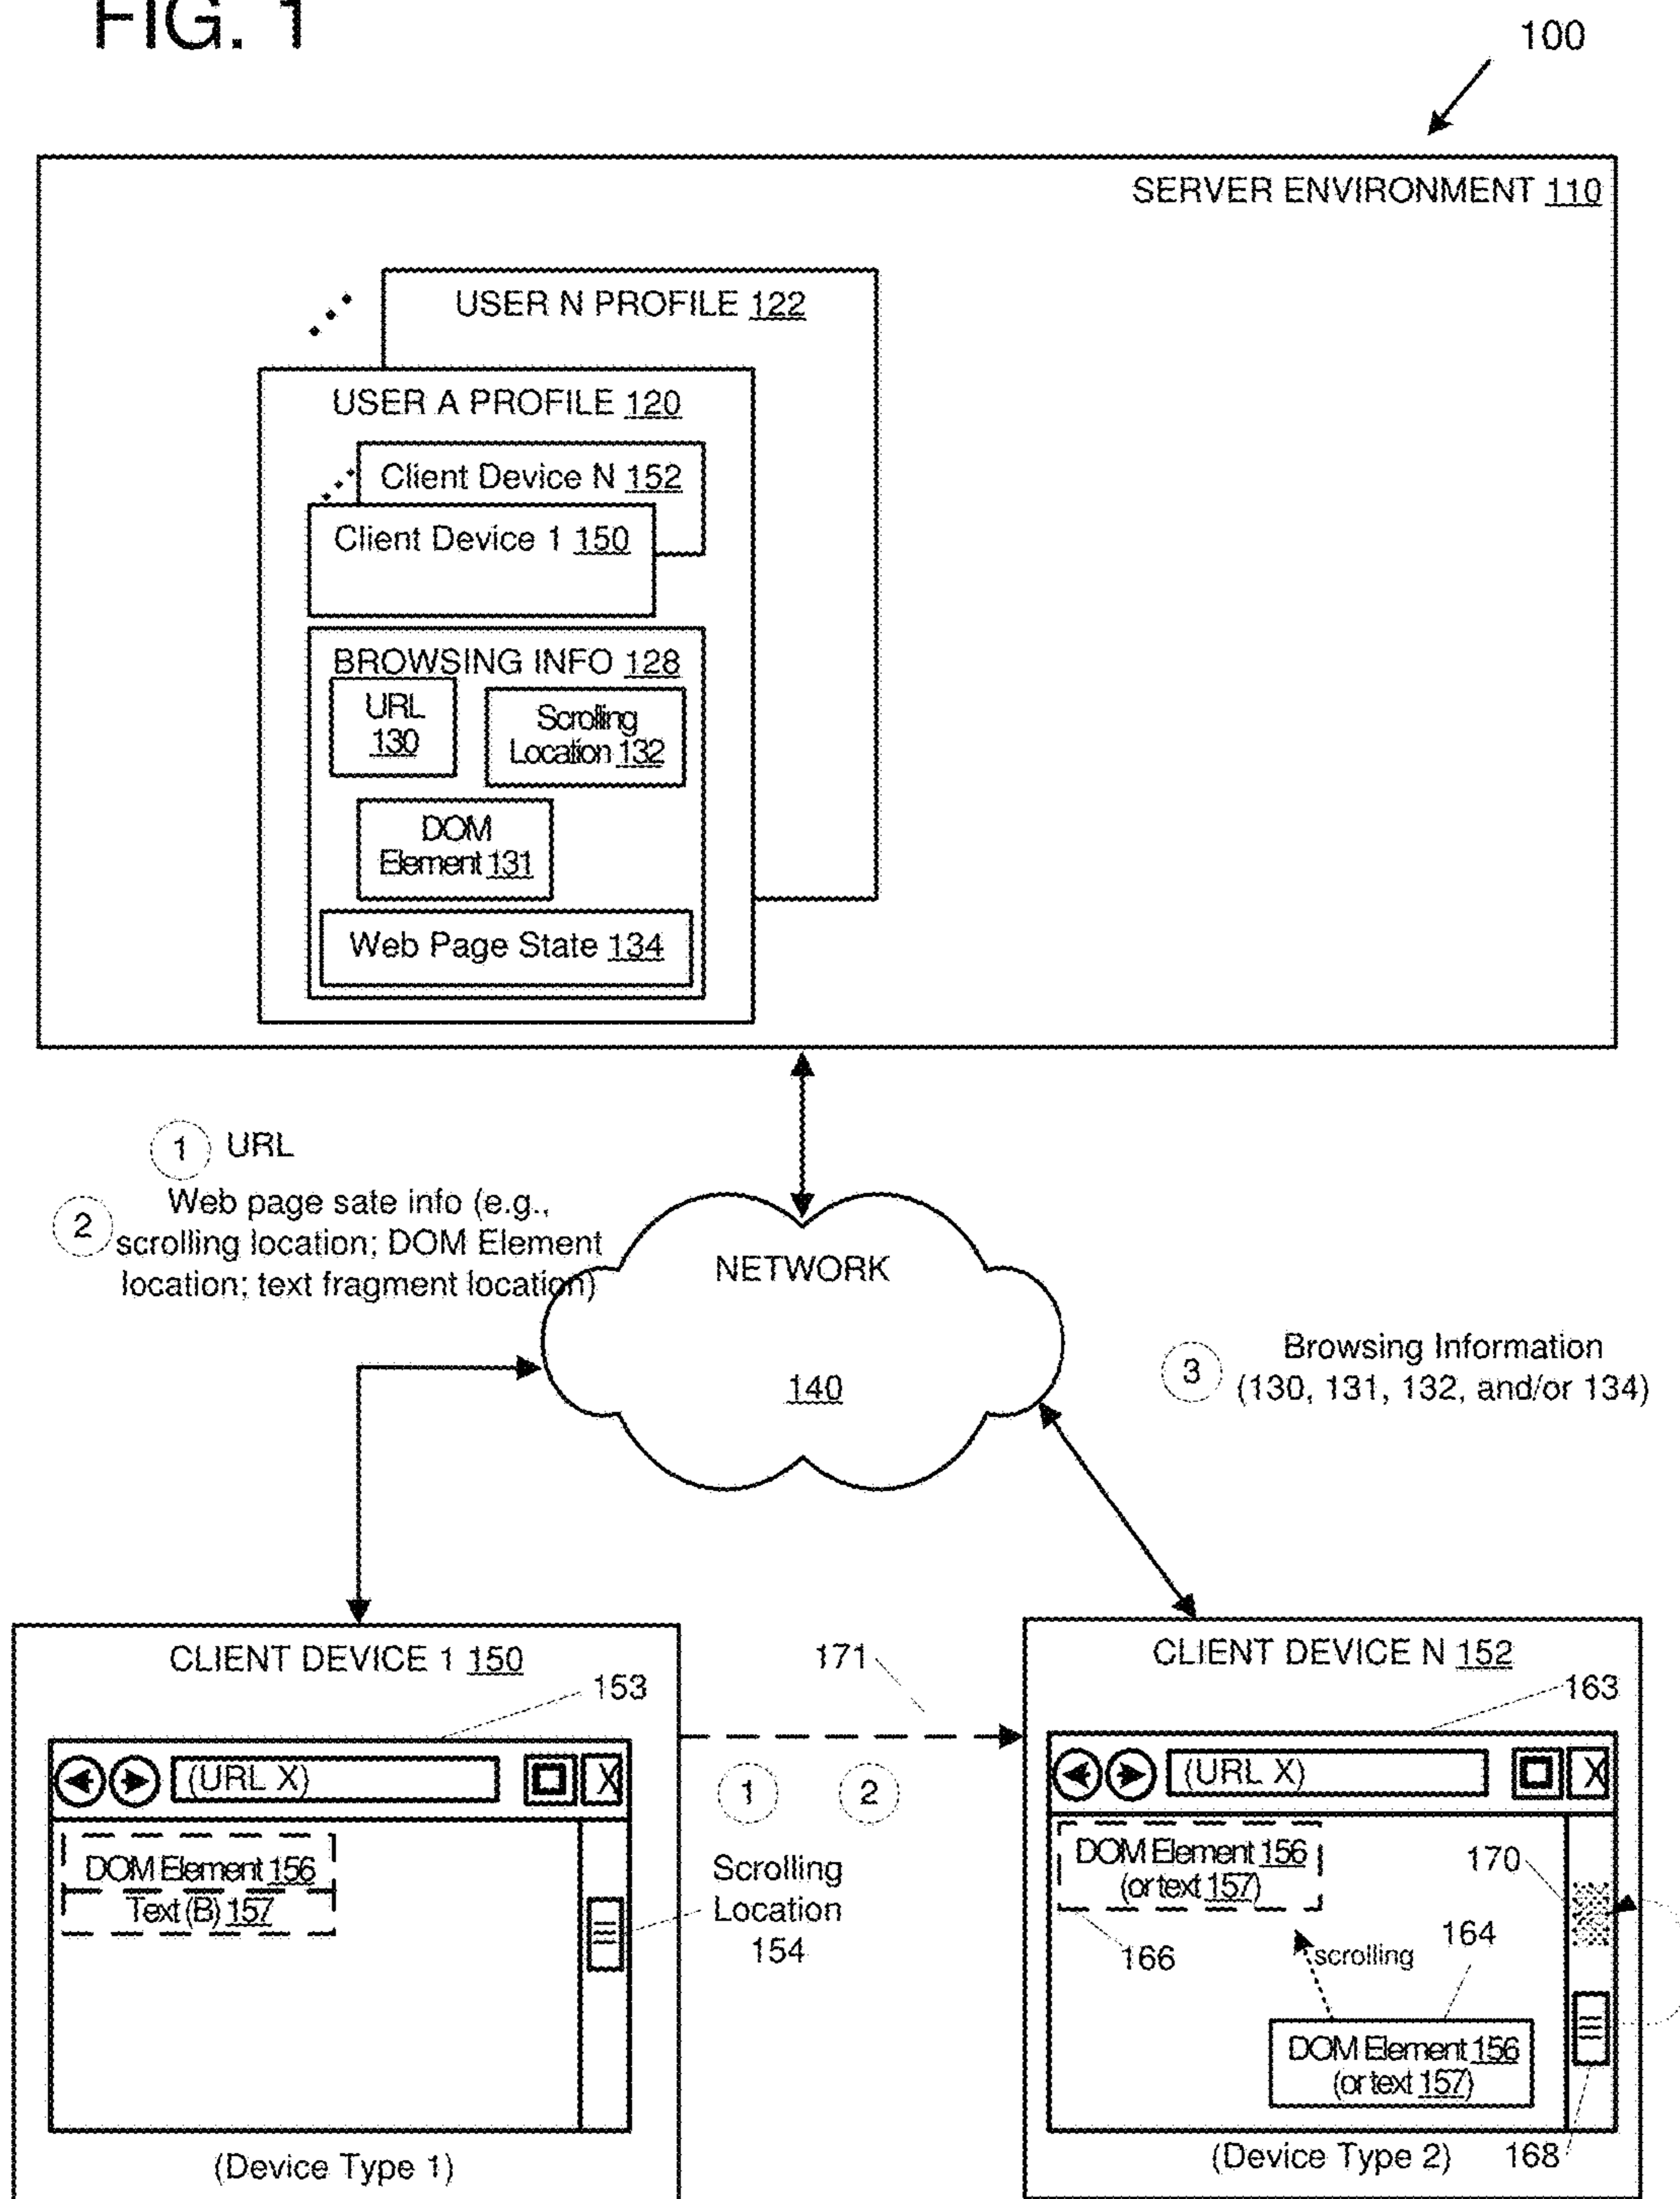 FIG. 1
100
SERVER ENVIRONMENT 110
USER N PROFILE 122
USER A PROFILE 120
Client Device N 152
Client Device 1 150
BROWSING INFO 128
URL
130
Scrolling
Location 132
DOM
Element 131
Web Page State 134
1 URL
2 Web page sate info (e.g.,
scrolling location; DOM Element
location; text fragment location)
NETWORK
140
3 Browsing Information
(130, 131, 132, and/or 134)
CLIENT DEVICE 1 150
153
(URL X)
X
DOM Element 156
Text (B) 157
(Device Type 1)
171
1 2
Scrolling
Location
154
CLIENT DEVICE N 152
163
(URL X)
X
DOM Element 156
(or text 157)
170
166
scrolling
164
DOM Element 156
(or text 157)
(Device Type 2)
168